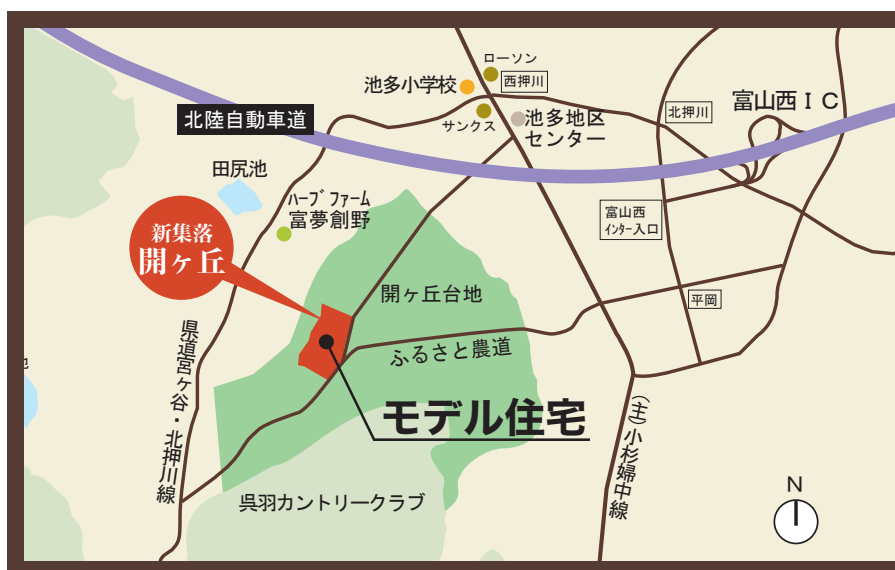 ローソン
池多小学校
西押川
北陸自動車道
サンクス
池多地区
センター
北押川
富山西IC
田尻池
ハーブファーム
富夢創野
富山西
インター入口
新集落
開ヶ丘
開ヶ丘台地
平岡
ふるさと農道
県道宮ヶ谷・北押川線
モデル住宅
(主)小杉婦中線
呉羽カントリークラブ
N